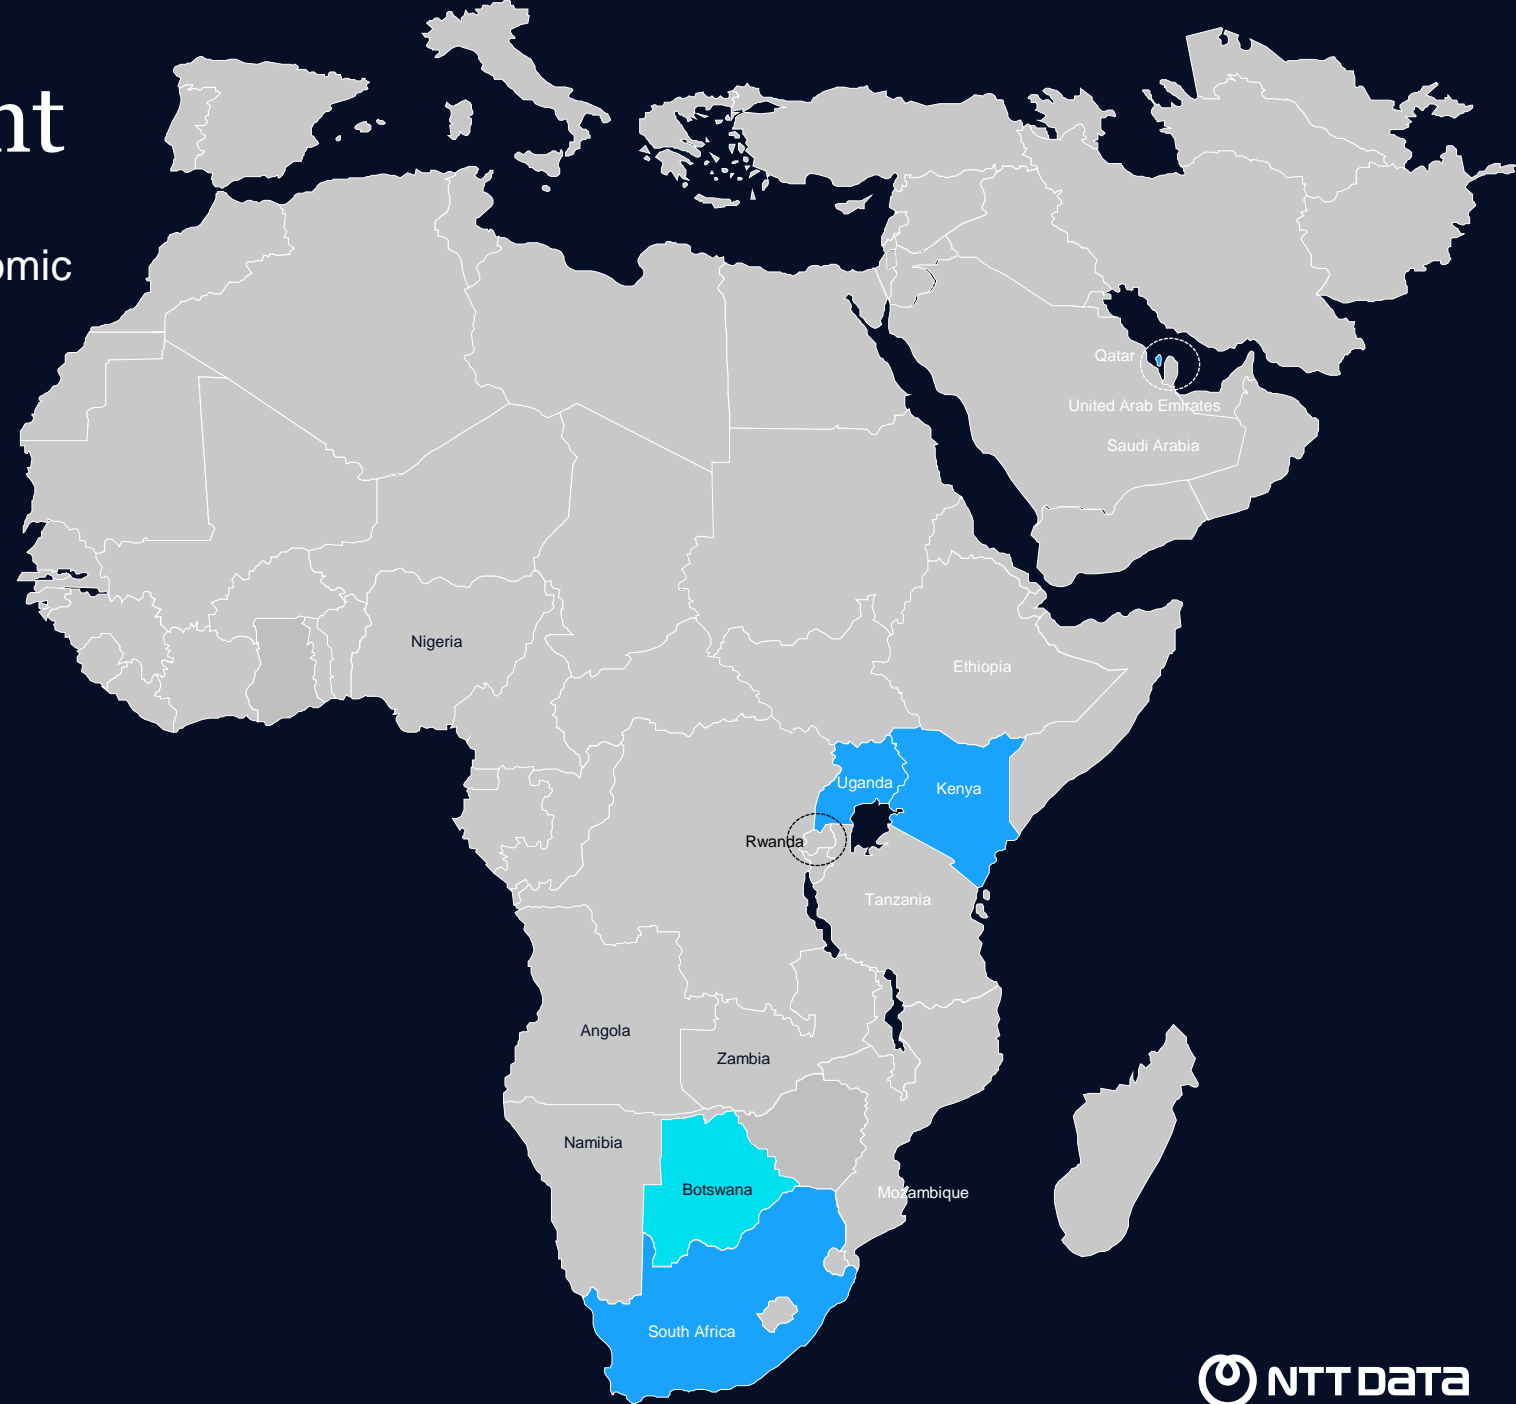 nt
omic
Qatar
United Arab Emirates
Saudi Arabia
Nigeria
Ethiopia
Uganda
Kenya
Rwanda
Tanzania
Angola
Zambia
Namibia
Botswana
Mozambique
South Africa
NTT DATA